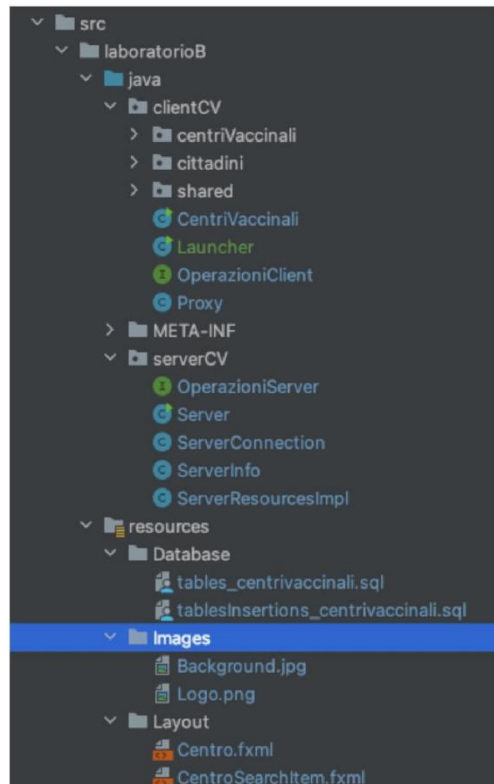 src
laboratorioB
java
clientCV
centriVaccinali
cittadini
shared
CentriVaccinali
Launcher
OperazioniClient
Proxy
META-INF
serverCV
OperazioniServer
Server
ServerConnection
ServerInfo
ServerResourcesImpl
resources
Database
tables_centrivaccinali.sql
tablesInsertions_centrivaccinali.sql
Images
Background.jpg
Logo.png
Layout
Centro.fxml
CentroSearchItem.fxml